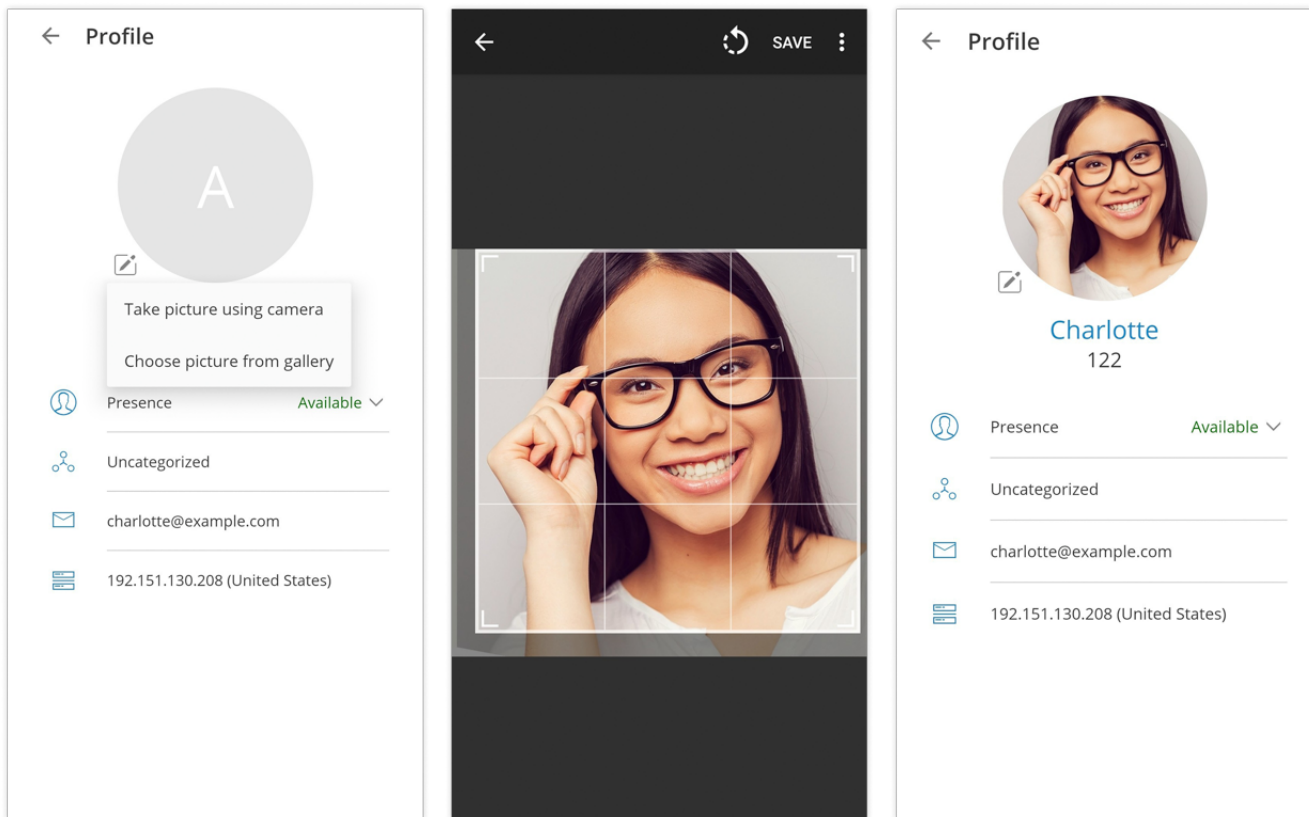 Profile
A
Take picture using camera
Choose picture from gallery
Presence Available
Uncategorized
charlotte@example.com
192.151.130.208 (United States)
SAVE
Profile
Charlotte
122
Presence Available
Uncategorized
charlotte@example.com
192.151.130.208 (United States)